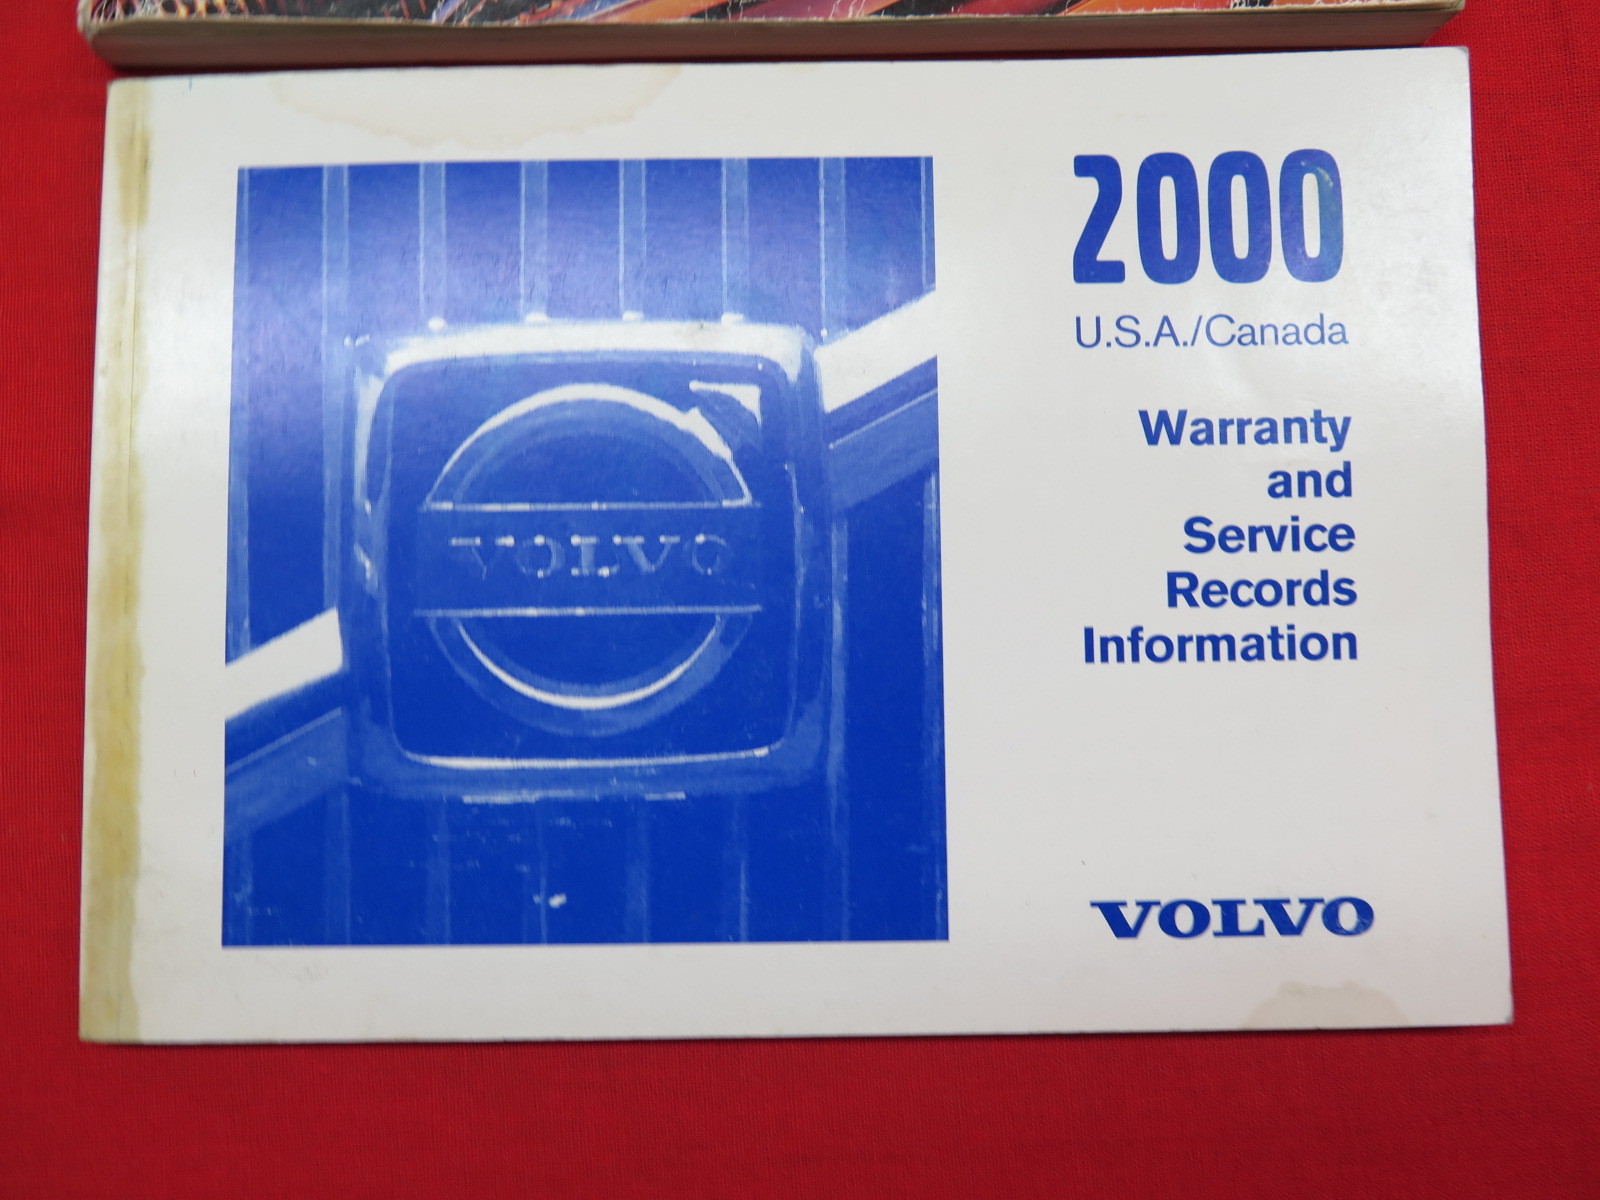 2000
U.S.A./Canada
Warranty
and
Service
Records
Information
VOLVO
VOLVO